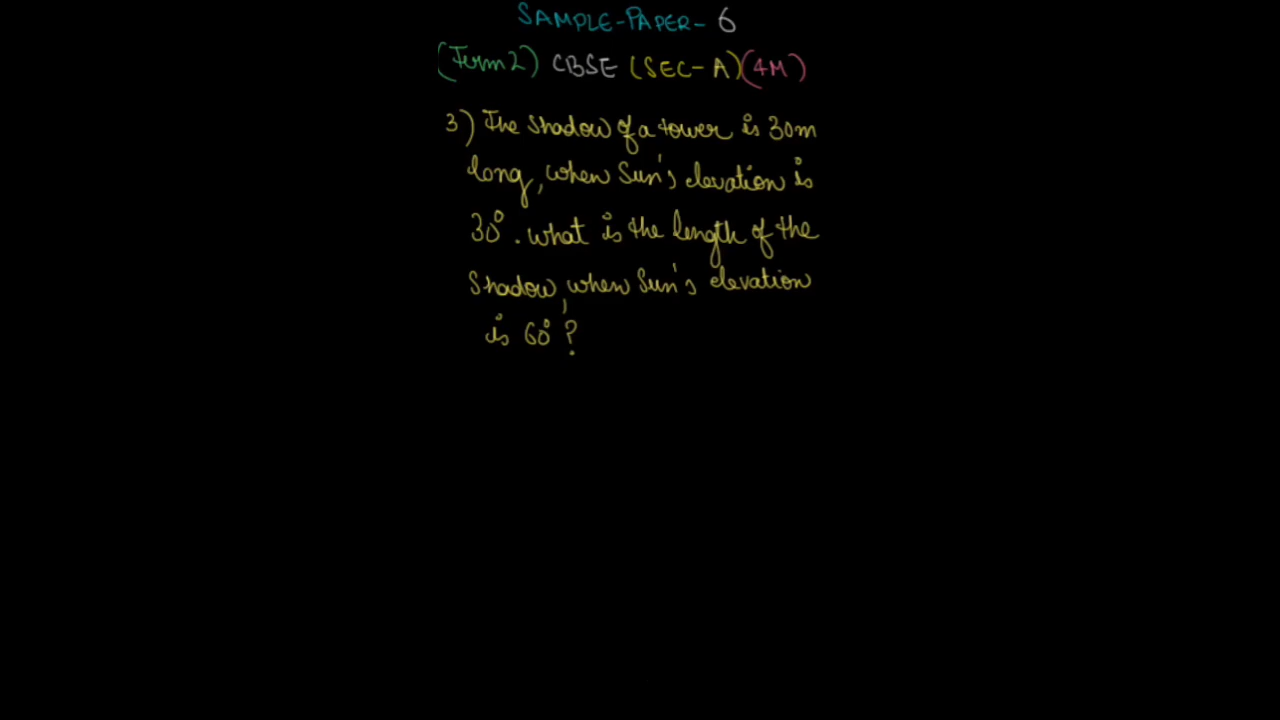 SAMPLE-PAPER-6
(Term 2) CBSE (SEC-A)(4M)
3) The Shadow of a tower is 30m
long, when Sun's elevation is
30°. what is the length of the
Shadow, when Sun's elevation
is 60°?